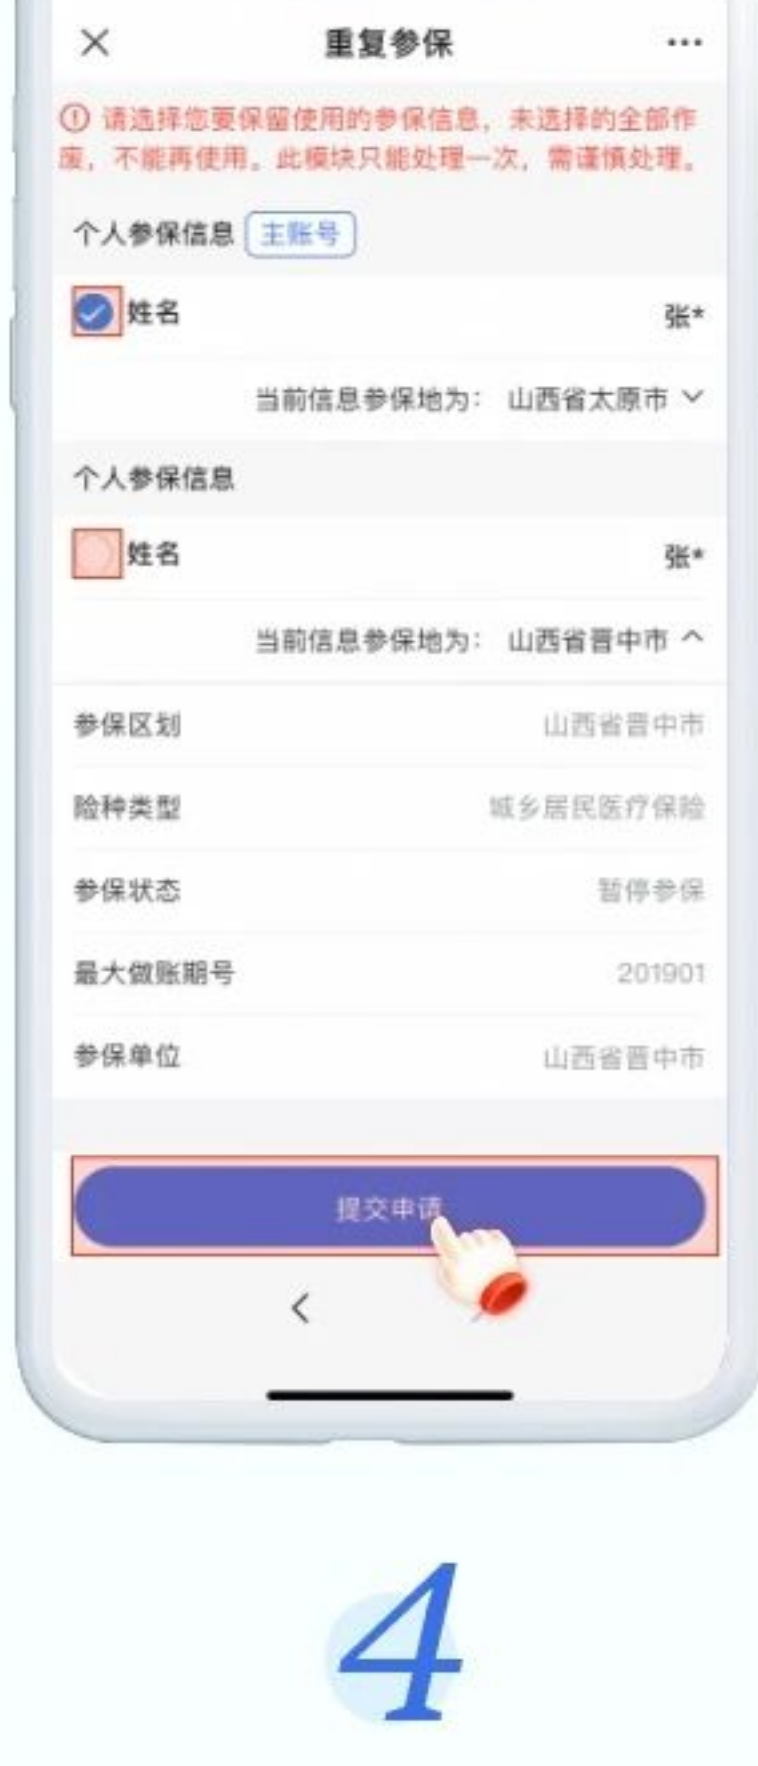 重复参保
请选择您要保留使用的参保信息，未选择的全部作
废，不能再使用。此模块只能处理一次，需谨慎处理。
个人参保信息 主账号
姓名 张*
当前信息参保地为： 山西省太原市
个人参保信息
姓名 张*
当前信息参保地为： 山西省晋中市
参保区划 山西省晋中市
险种类型 城乡居民医疗保险
参保状态 暂停参保
最大做账期号 201901
参保单位 山西省晋中市
提交申请
4